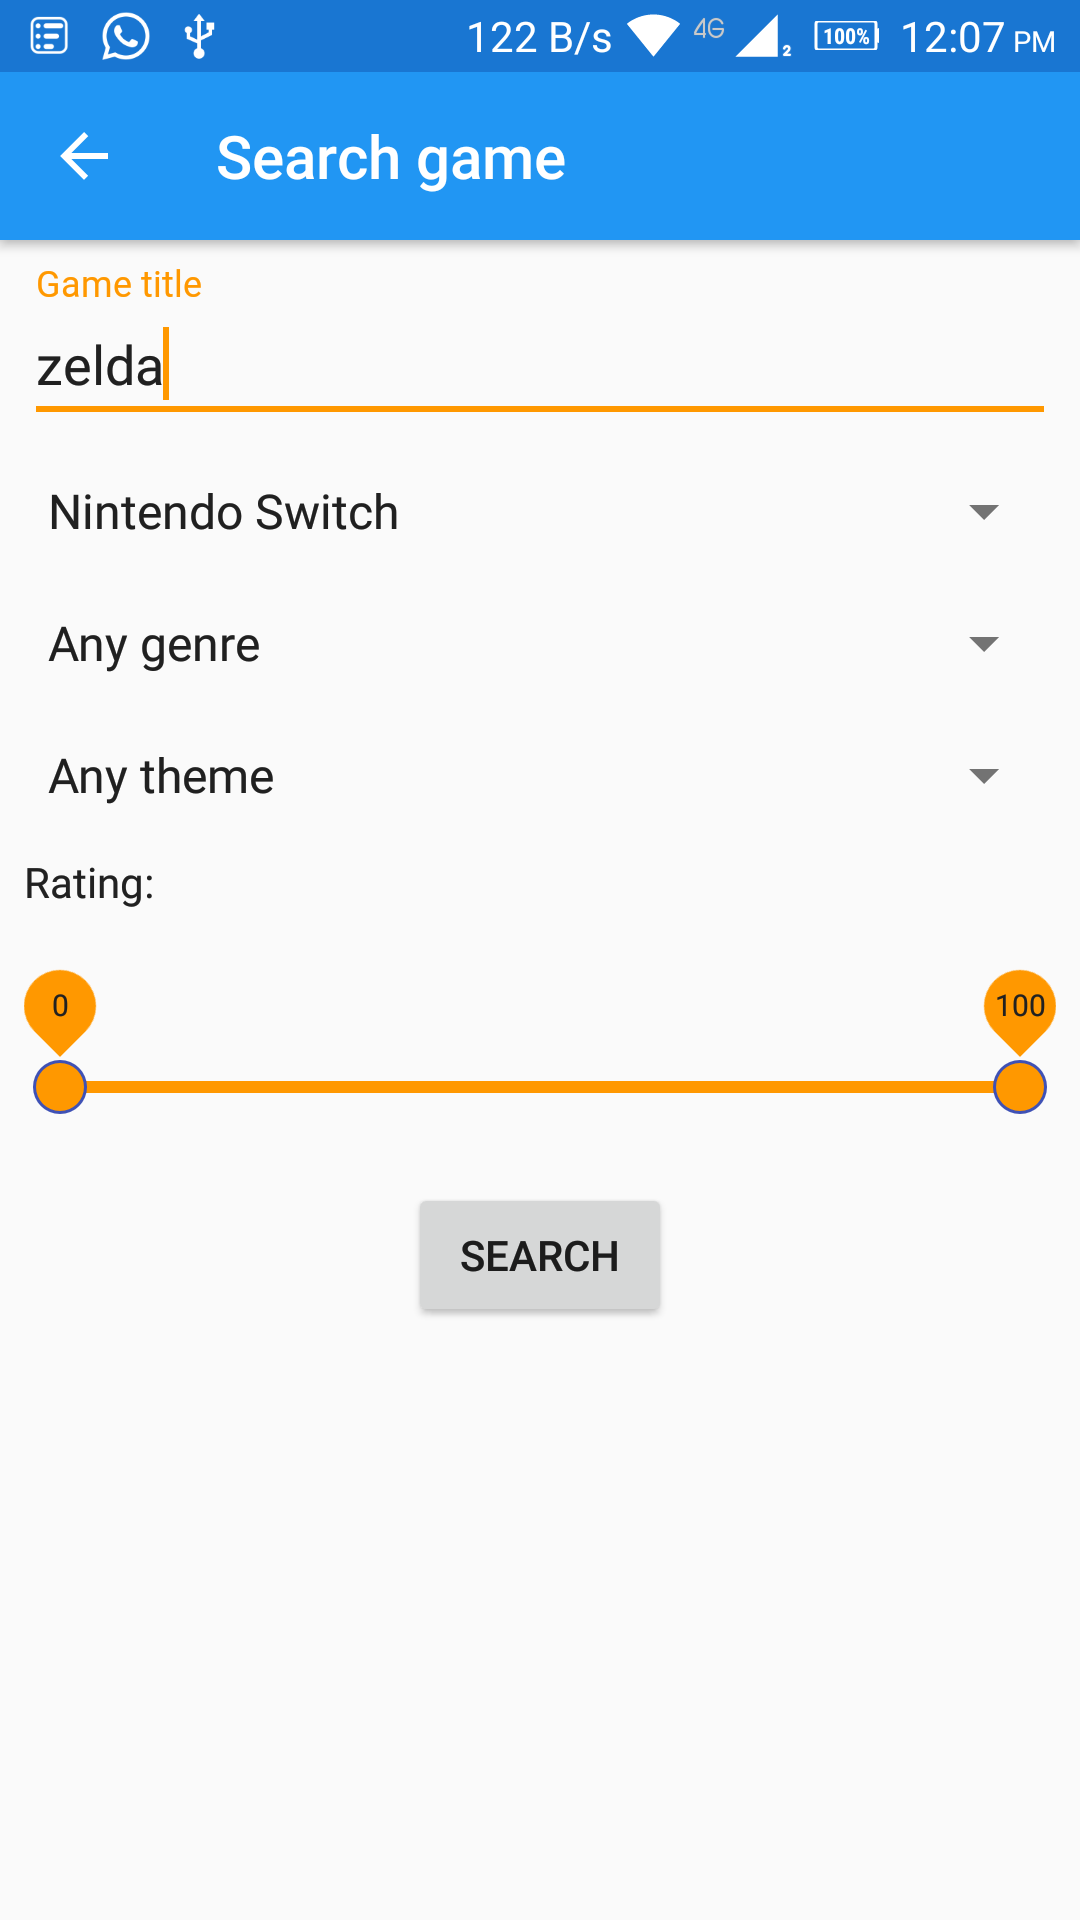 122 B/s 4G 2 100% 12:07 PM
Search game
Game title
zelda
Nintendo Switch
Any genre
Any theme
Rating:
0 100
SEARCH